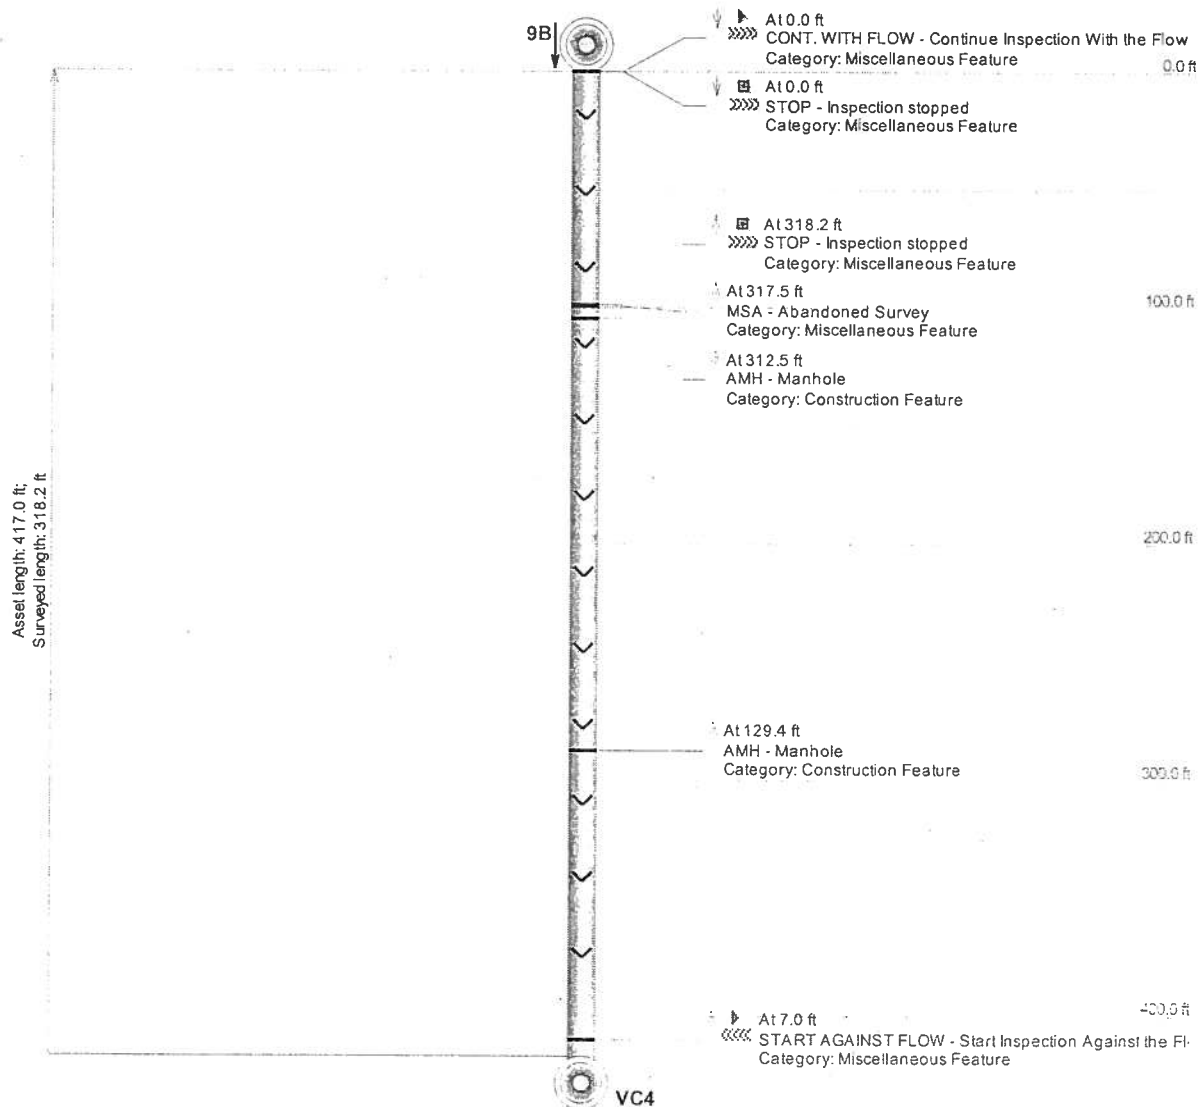 9B
At 0.0 ft
CONT. WITH FLOW - Continue Inspection With the Flow
Category: Miscellaneous Feature
0.0 ft
At 0.0 ft
STOP - Inspection stopped
Category: Miscellaneous Feature
At 318.2 ft
STOP - Inspection stopped
Category: Miscellaneous Feature
At 317.5 ft
MSA - Abandoned Survey
Category: Miscellaneous Feature
100.0 ft
At 312.5 ft
AMH - Manhole
Category: Construction Feature
Asset length: 417.0 ft;
Surveyed length: 318.2 ft
200.0 ft
At 129.4 ft
AMH - Manhole
Category: Construction Feature
300.0 ft
400.0 ft
At 7.0 ft
START AGAINST FLOW - Start Inspection Against the Fl
Category: Miscellaneous Feature
VC4